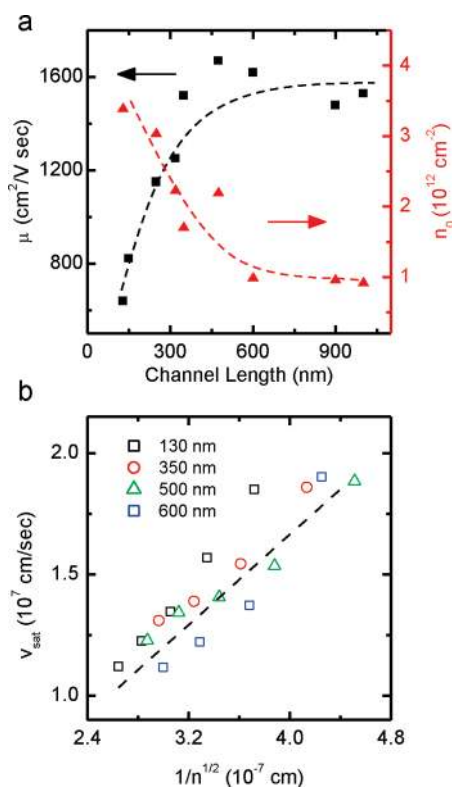 a
1600
1200
800
μ (cm²/V sec)
4
3
2
1
n₀ (10¹² cm⁻²)
0 300 600 900
Channel Length (nm)
b
2.0
1.5
1.0
v_sat (10⁷ cm/sec)
130 nm
350 nm
500 nm
600 nm
2.4 3.2 4.0 4.8
1/n^1/2 (10⁻⁷ cm)